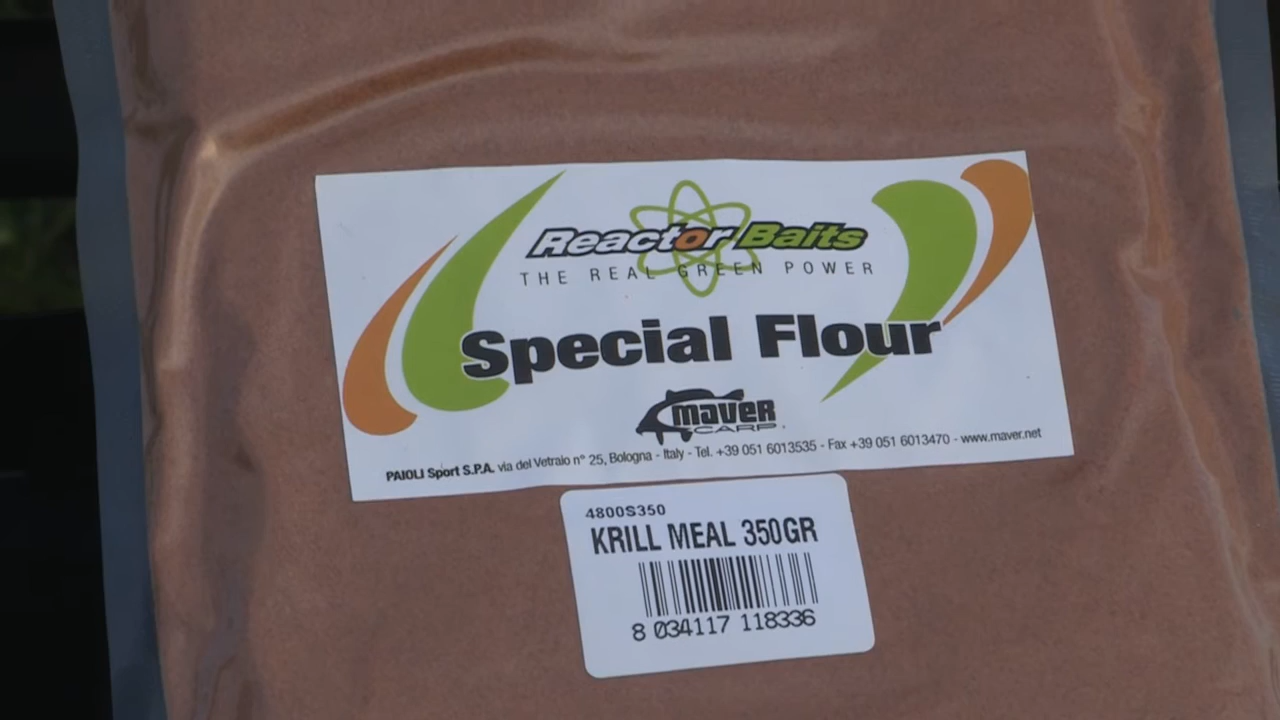 Reactor Baits
THE REAL GREEN POWER
Special Flour
maver
CARP
PAIOLI Sport S.P.A. via del Vetraio n° 25, Bologna - Italy - Tel. +39 051 6013535 - Fax +39 051 6013470 - www.maver.net
4800S350
KRILL MEAL 350GR
8 034117 118336